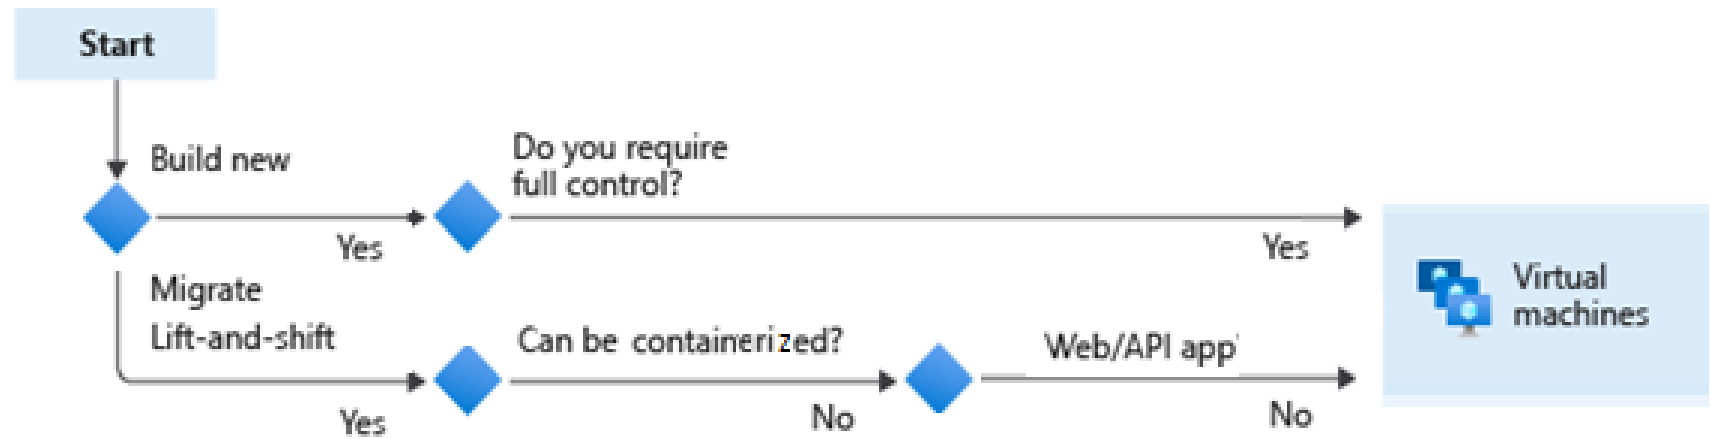 Start
Build new
Do you require
full control?
Yes
Yes
Migrate
Lift-and-shift
Virtual
machines
Can be containerized?
Web/API app'
Yes
No
No